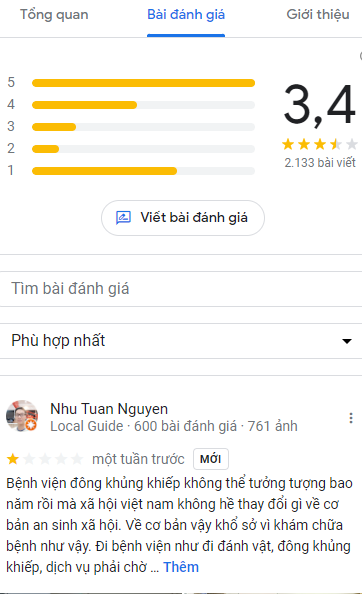 Tổng quan Bài đánh giá Giới thiệu
5
4
3
2
1
3,4
2.133 bài viết
Viết bài đánh giá
Tìm bài đánh giá
Phù hợp nhất
Nhu Tuan Nguyen
Local Guide · 600 bài đánh giá · 761 ảnh
một tuần trước MỚI
Bệnh viện đông khủng khiếp không thể tưởng tượng bao
năm rồi mà xã hội việt nam không hề thay đổi gì về cơ
bản an sinh xã hội. Về cơ bản vậy khổ sở vì khám chữa
bệnh như vậy. Đi bệnh viện như đi đánh vật, đông khủng
khiếp, dịch vụ phải chờ ... Thêm